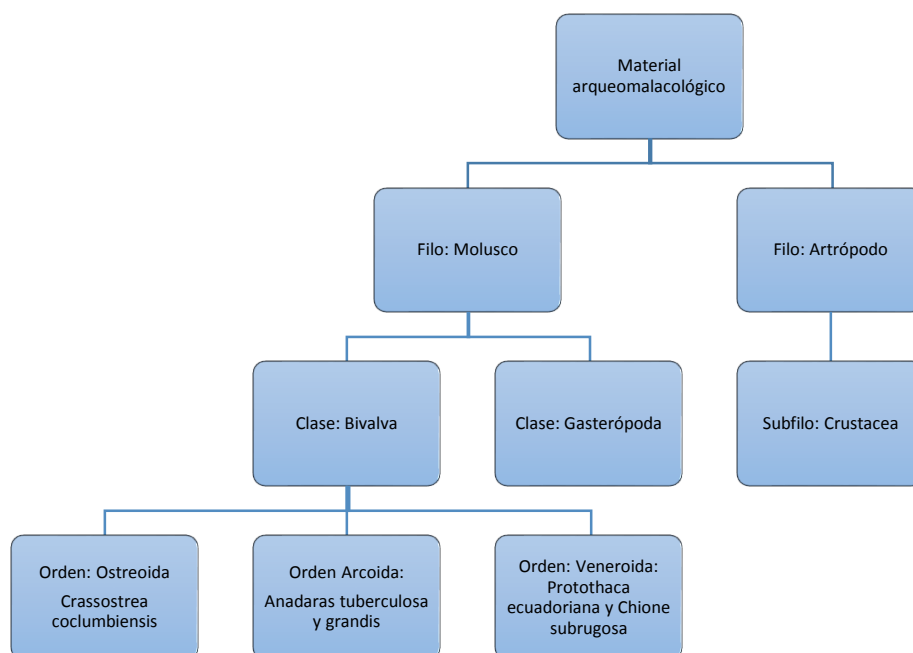 Material
arqueomalacológico
Filo: Molusco
Filo: Artrópodo
Clase: Bivalva
Clase: Gasterópoda
Subfilo: Crustacea
Orden: Ostreoida
Crassostrea
coclumbiensis
Orden Arcoida:
Anadaras tuberculosa
y grandis
Orden: Veneroida:
Protothaca
ecuadoriana y Chione
subrugosa